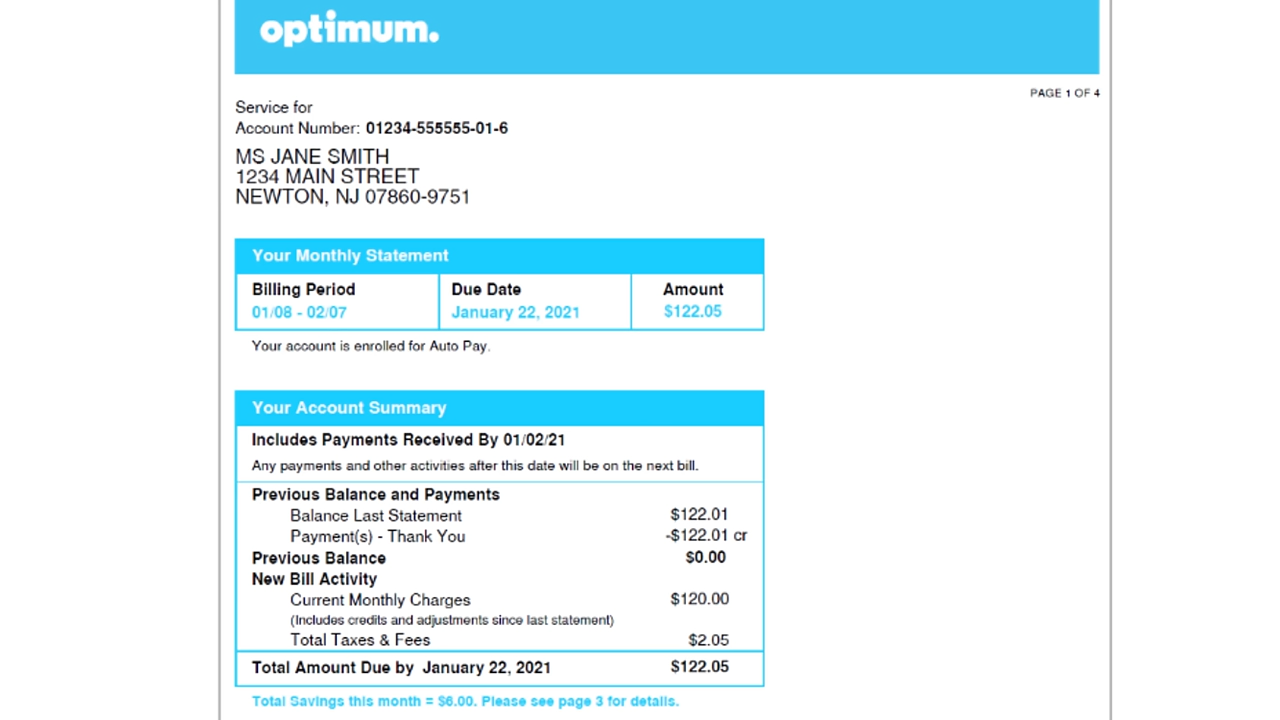 optimum.
PAGE 1 OF 4
Service for
Account Number: 01234-555555-01-6
MS JANE SMITH
1234 MAIN STREET
NEWTON, NJ 07860-9751
Your Monthly Statement
Billing Period Due Date Amount
01/08 - 02/07 January 22, 2021 $122.05
Your account is enrolled for Auto Pay.
Your Account Summary
Includes Payments Received By 01/02/21
Any payments and other activities after this date will be on the next bill.
Previous Balance and Payments
Balance Last Statement $122.01
Payment(s) - Thank You -$122.01 cr
Previous Balance $0.00
New Bill Activity
Current Monthly Charges $120.00
(Includes credits and adjustments since last statement)
Total Taxes & Fees $2.05
Total Amount Due by January 22, 2021 $122.05
Total Savings this month = $6.00. Please see page 3 for details.